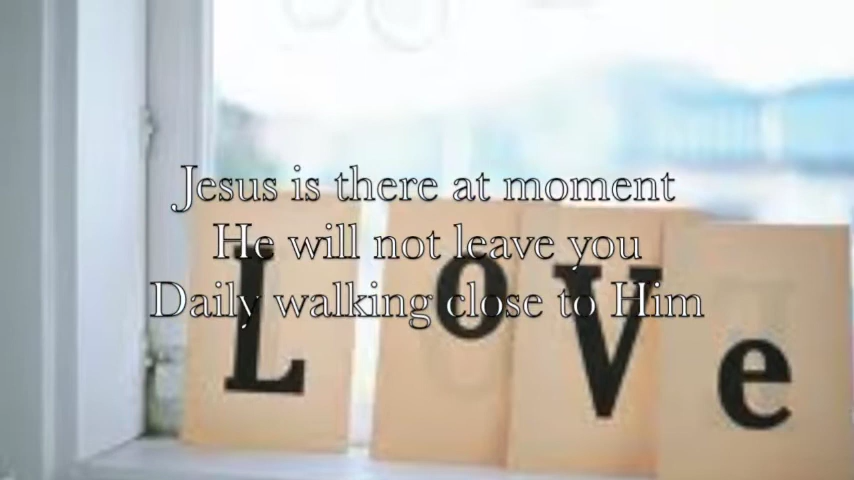 Jesus is there at moment
He will not leave you
Daily walking close to Him
LoVe